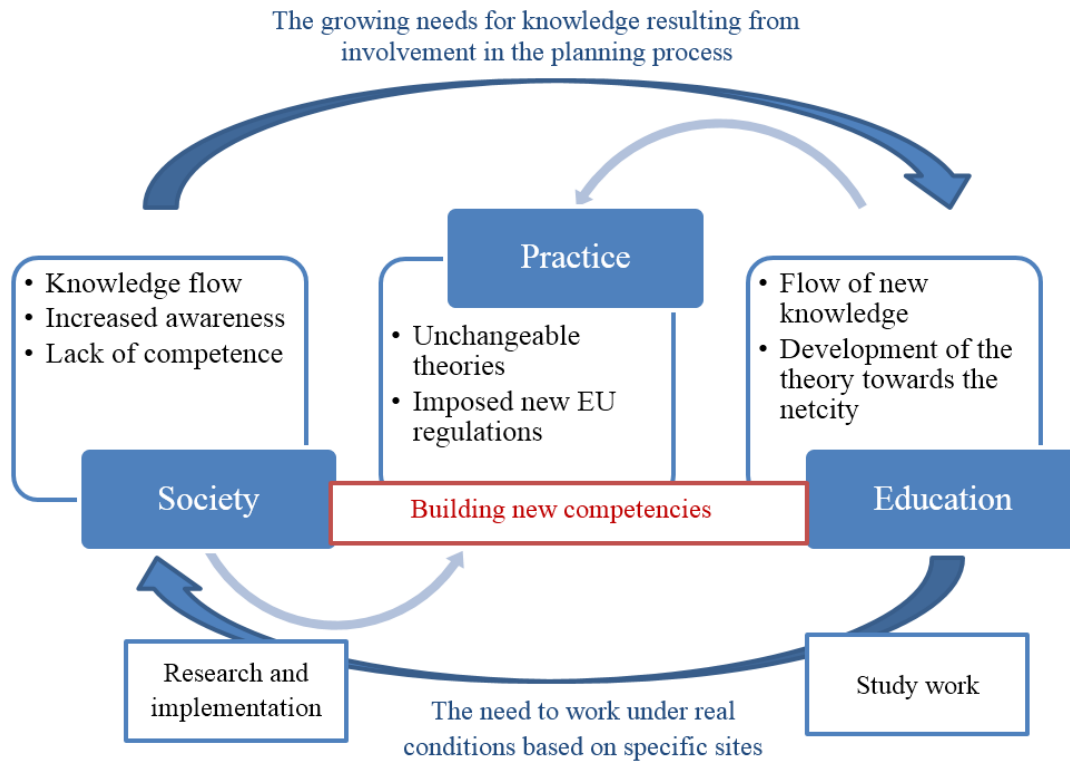 The growing needs for knowledge resulting from
involvement in the planning process
• Knowledge flow
• Increased awareness
• Lack of competence
Society
Practice
• Unchangeable
theories
• Imposed new EU
regulations
• Flow of new
knowledge
• Development of the
theory towards the
netcity
Education
Building new competencies
Research and
implementation
Study work
The need to work under real
conditions based on specific sites